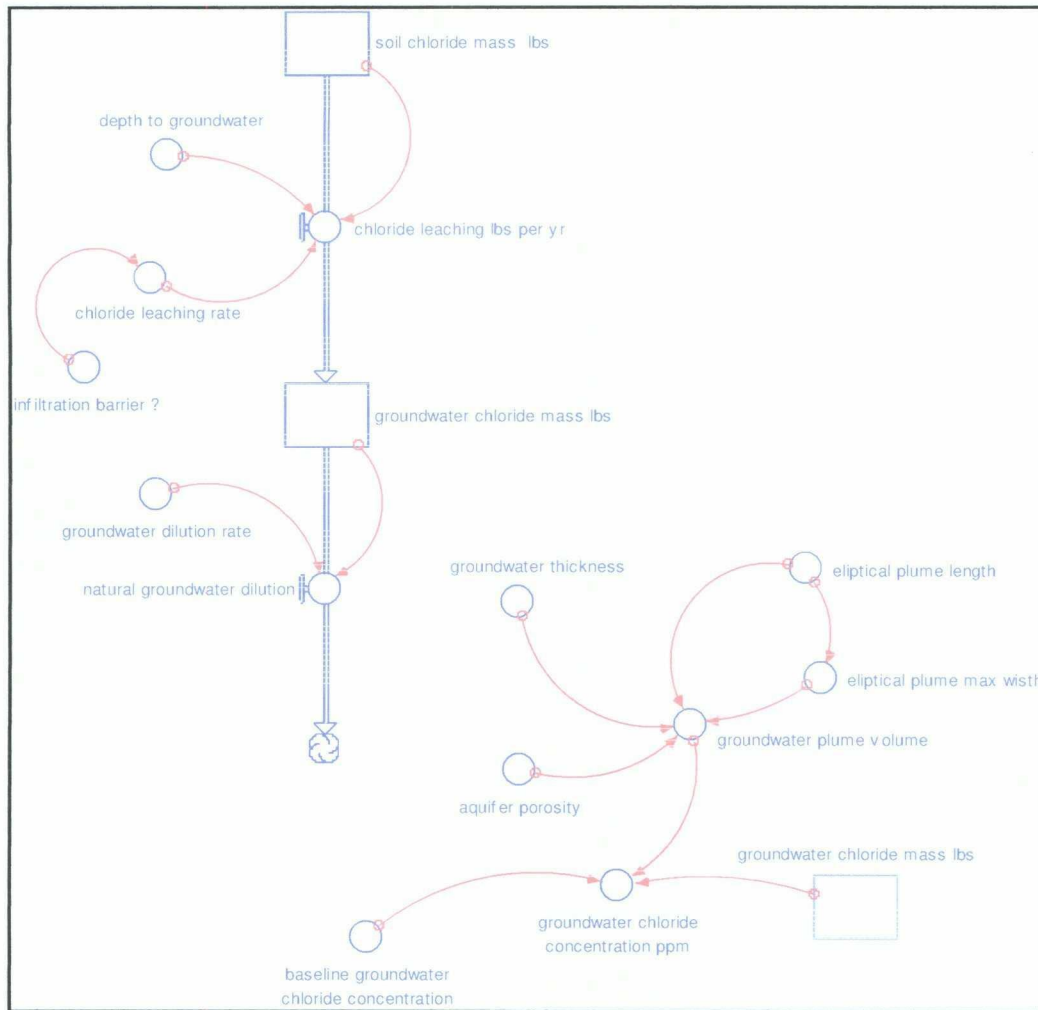 soil chloride mass lbs
depth to groundwater
chloride leaching lbs per yr
chloride leaching rate
infiltration barrier ?
groundwater chloride mass lbs
groundwater dilution rate
natural groundwater dilution
groundwater thickness
eliptical plume length
eliptical plume max wisth
groundwater plume volume
aquifer porosity
groundwater chloride mass lbs
groundwater chloride
concentration ppm
baseline groundwater
chloride concentration